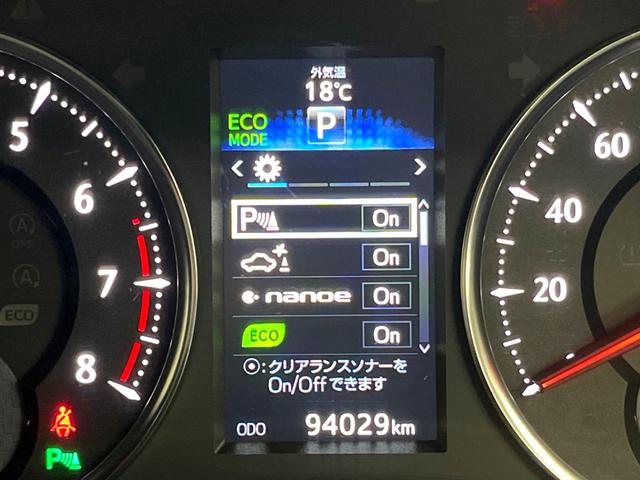 外気温
18℃
ECO
MODE
P
P On
On
nanoe On
ECO On
⦿:クリアランスソナーを
On/Offできます
ODO 94029km
5
6
7
8
60
40
20
A
OFF
A
ECO
P